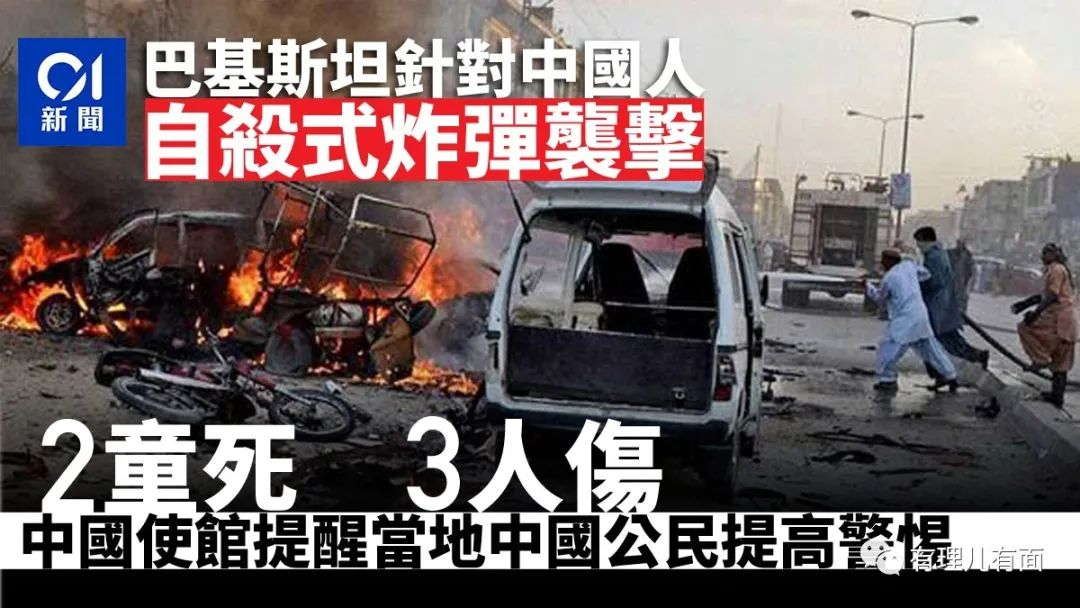 01
新聞
巴基斯坦針對中國人
自殺式炸彈襲擊
2童死 3人傷
中國使館提醒當地中國公民提高警惕
有理儿有面